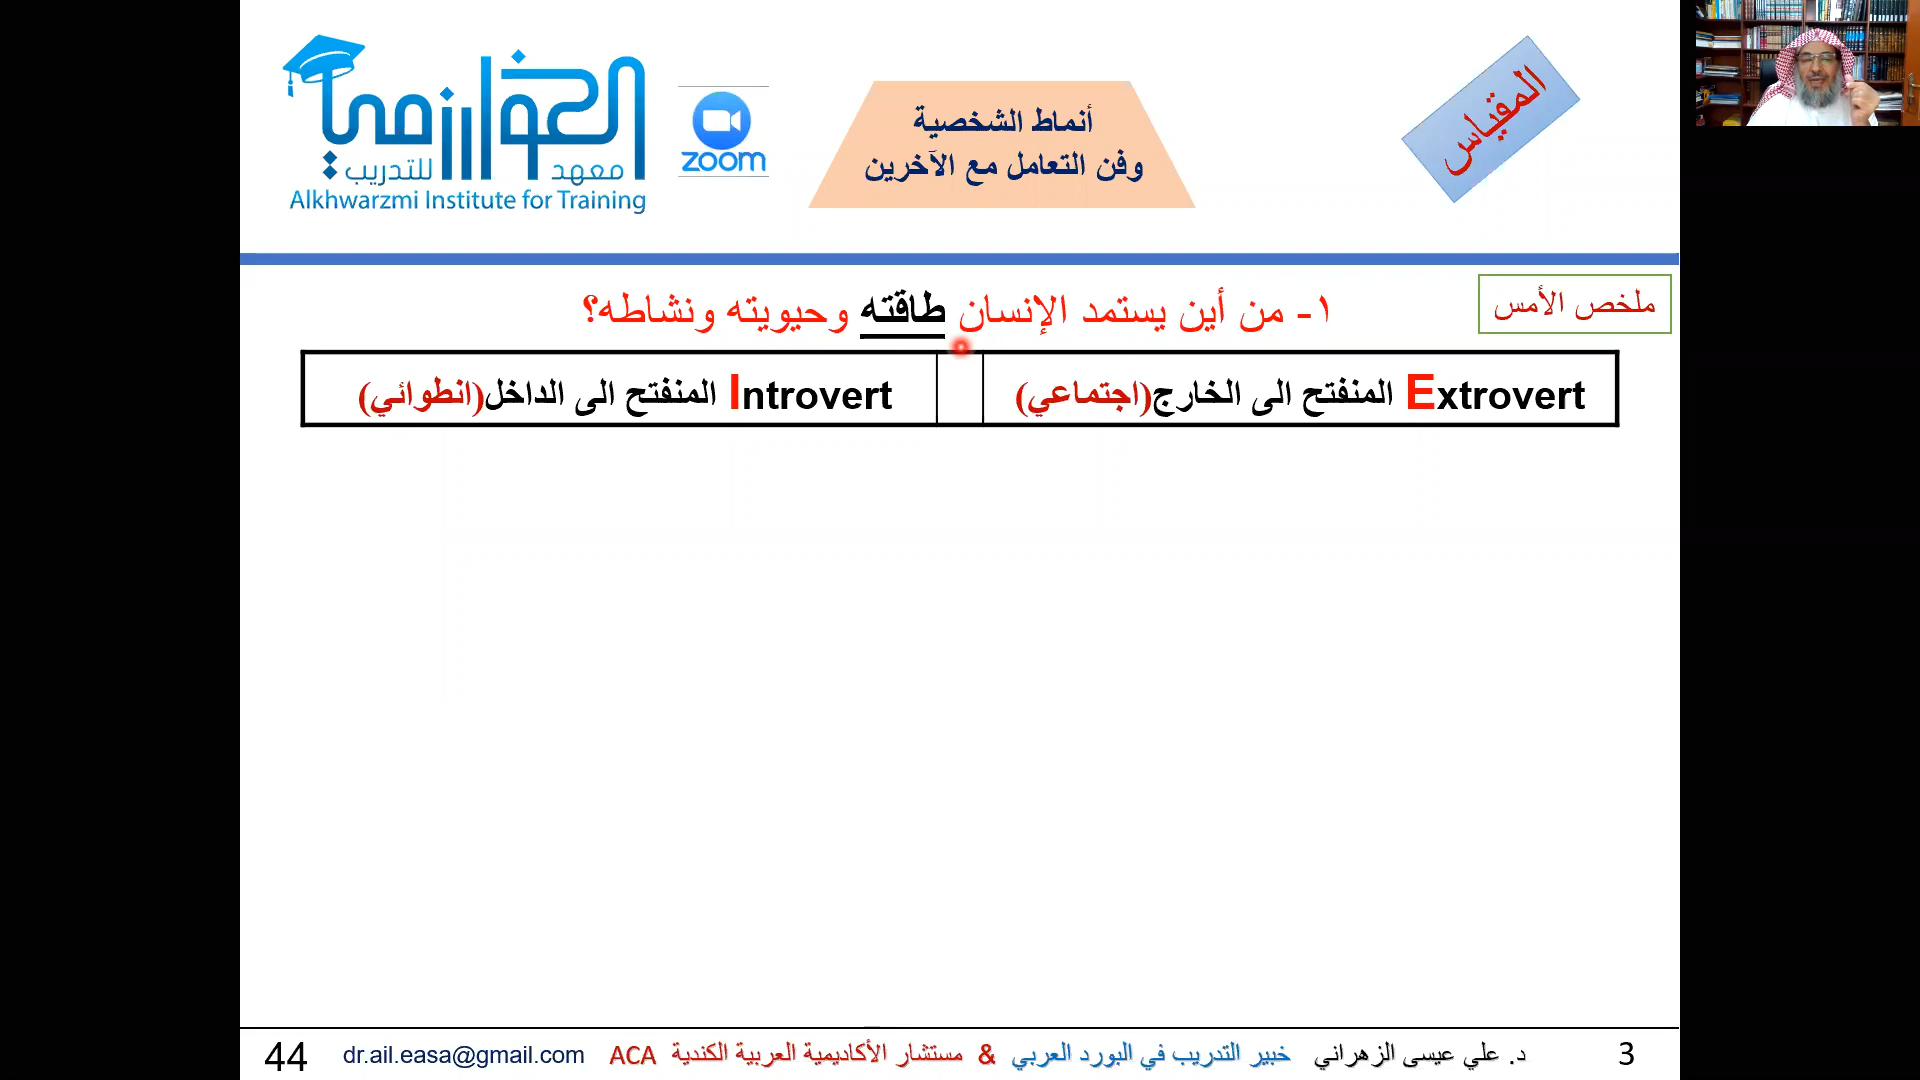 الخوارزمي
معهد للتدريب
Alkhwarzmi Institute for Training
zoom
أنماط الشخصية
وفن التعامل مع الآخرين
المقياس
ملخص الأمس
١- من أين يستمد الإنسان طاقته وحيويته ونشاطه؟
Extrovert المنفتح الى الخارج(اجتماعي)
Introvert المنفتح الى الداخل(انطوائي)
3 د. علي عيسى الزهراني خبير التدريب في البورد العربي & مستشار الأكاديمية العربية الكندية ACA dr.ail.easa@gmail.com 44